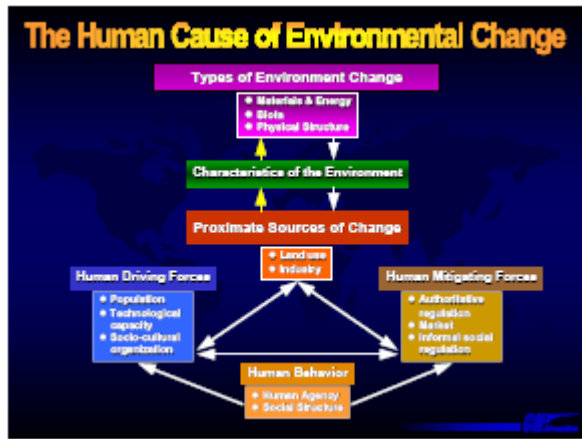 The Human Cause of Environmental Change
Types of Environment Change
Materials & Energy
Biota
Physical Structure
Characteristics of the Environment
Proximate Sources of Change
Land use
Industry
Human Driving Forces
Population
Technological
capacity
Socio-cultural
organization
Human Mitigating Forces
Authoritative
regulation
Market
Informal social
regulation
Human Behavior
Human Agency
Social Structure